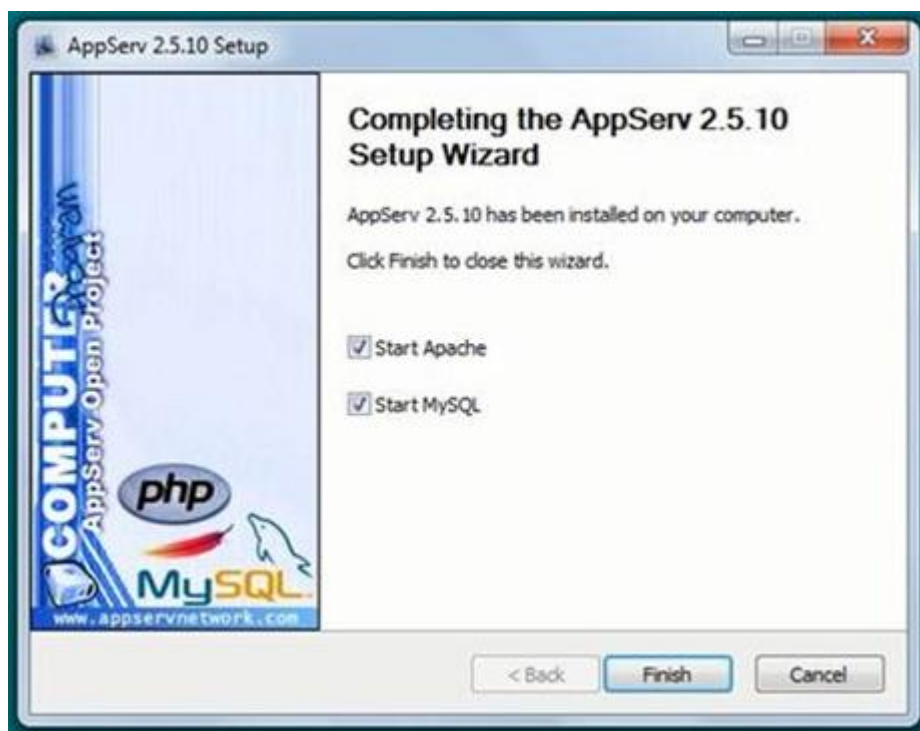 AppServ 2.5.10 Setup
COMPUTER
Program
AppServ Open Project
php
MySQL
www.appservnetwork.com
Completing the AppServ 2.5.10
Setup Wizard
AppServ 2.5.10 has been installed on your computer.
Click Finish to close this wizard.
Start Apache
Start MySQL
< Back
Finish
Cancel